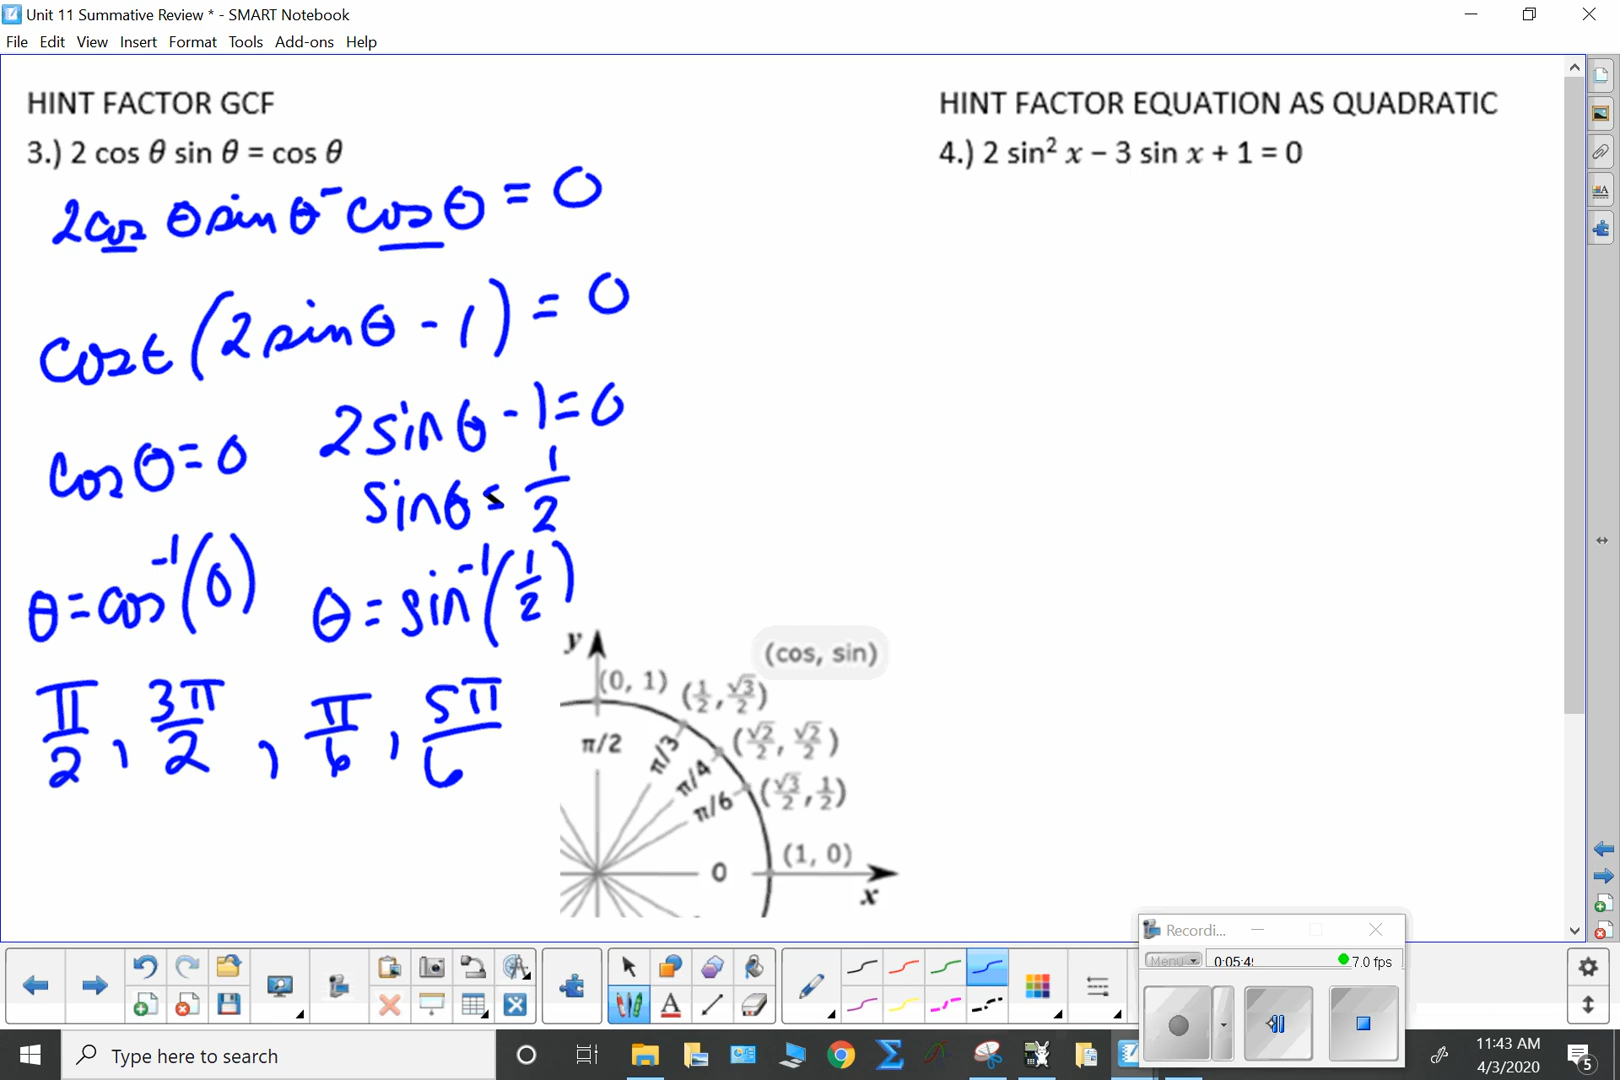 Unit 11 Summative Review * - SMART Notebook
File Edit View Insert Format Tools Add-ons Help
HINT FACTOR GCF
3.) 2 cos θ sin θ = cos θ
2cos θ sin θ - cos θ = 0
cos t (2 sin θ - 1) = 0
cos θ = 0
2 sin θ - 1 = 0
sin θ = 1/2
θ = cos⁻¹(0)
θ = sin⁻¹(1/2)
π/2, 3π/2, π/6, 5π/6
HINT FACTOR EQUATION AS QUADRATIC
4.) 2 sin² x − 3 sin x + 1 = 0
y
(cos, sin)
(0, 1)
(1/2, √3/2)
π/2
π/3
(√2/2, √2/2)
π/4
(√3/2, 1/2)
π/6
(1, 0)
0
x
Recordi...
Menu
0:05:4
7.0 fps
A
Type here to search
11:43 AM
4/3/2020
5